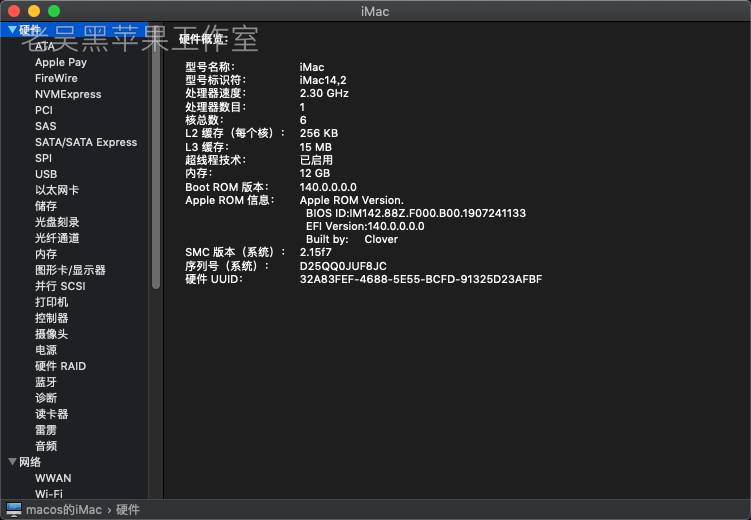 iMac
老吴黑苹果工作室
硬件
ATA
Apple Pay
FireWire
NVMExpress
PCI
SAS
SATA/SATA Express
SPI
USB
以太网卡
储存
光盘刻录
光纤通道
内存
图形卡/显示器
并行 SCSI
打印机
控制器
摄像头
电源
硬件 RAID
蓝牙
诊断
读卡器
雷雳
音频
网络
WWAN
Wi-Fi
硬件概览：
型号名称： iMac
型号标识符： iMac14,2
处理器速度： 2.30 GHz
处理器数目： 1
核总数： 6
L2 缓存（每个核）： 256 KB
L3 缓存： 15 MB
超线程技术： 已启用
内存： 12 GB
Boot ROM 版本： 140.0.0.0.0
Apple ROM 信息： Apple ROM Version.
BIOS ID:IM142.88Z.F000.B00.1907241133
EFI Version:140.0.0.0.0
Built by: Clover
SMC 版本（系统）： 2.15f7
序列号（系统）： D25QQ0JUF8JC
硬件 UUID： 32A83FEF-4688-5E55-BCFD-91325D23AFBF
macos的iMac › 硬件